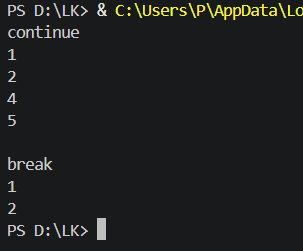 PS D:\LK> & C:\Users\P\AppData\Lo
continue
1
2
4
5
break
1
2
PS D:\LK>